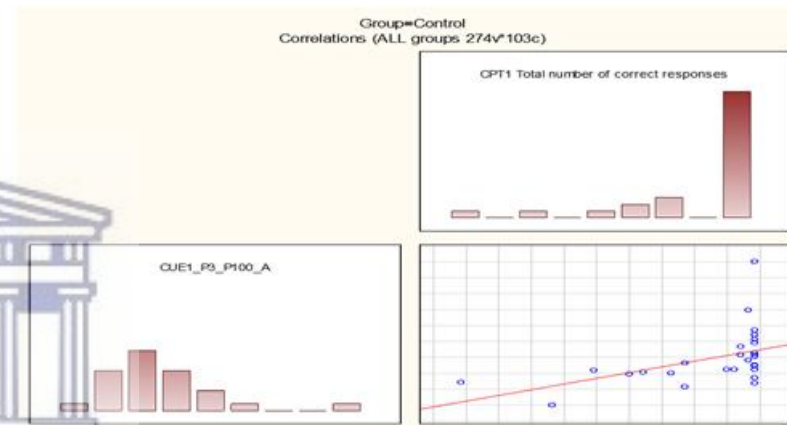 Group=Control
Correlations (ALL groups 274v*103c)
CPT1 Total number of correct responses
CUE1_P3_P100_A